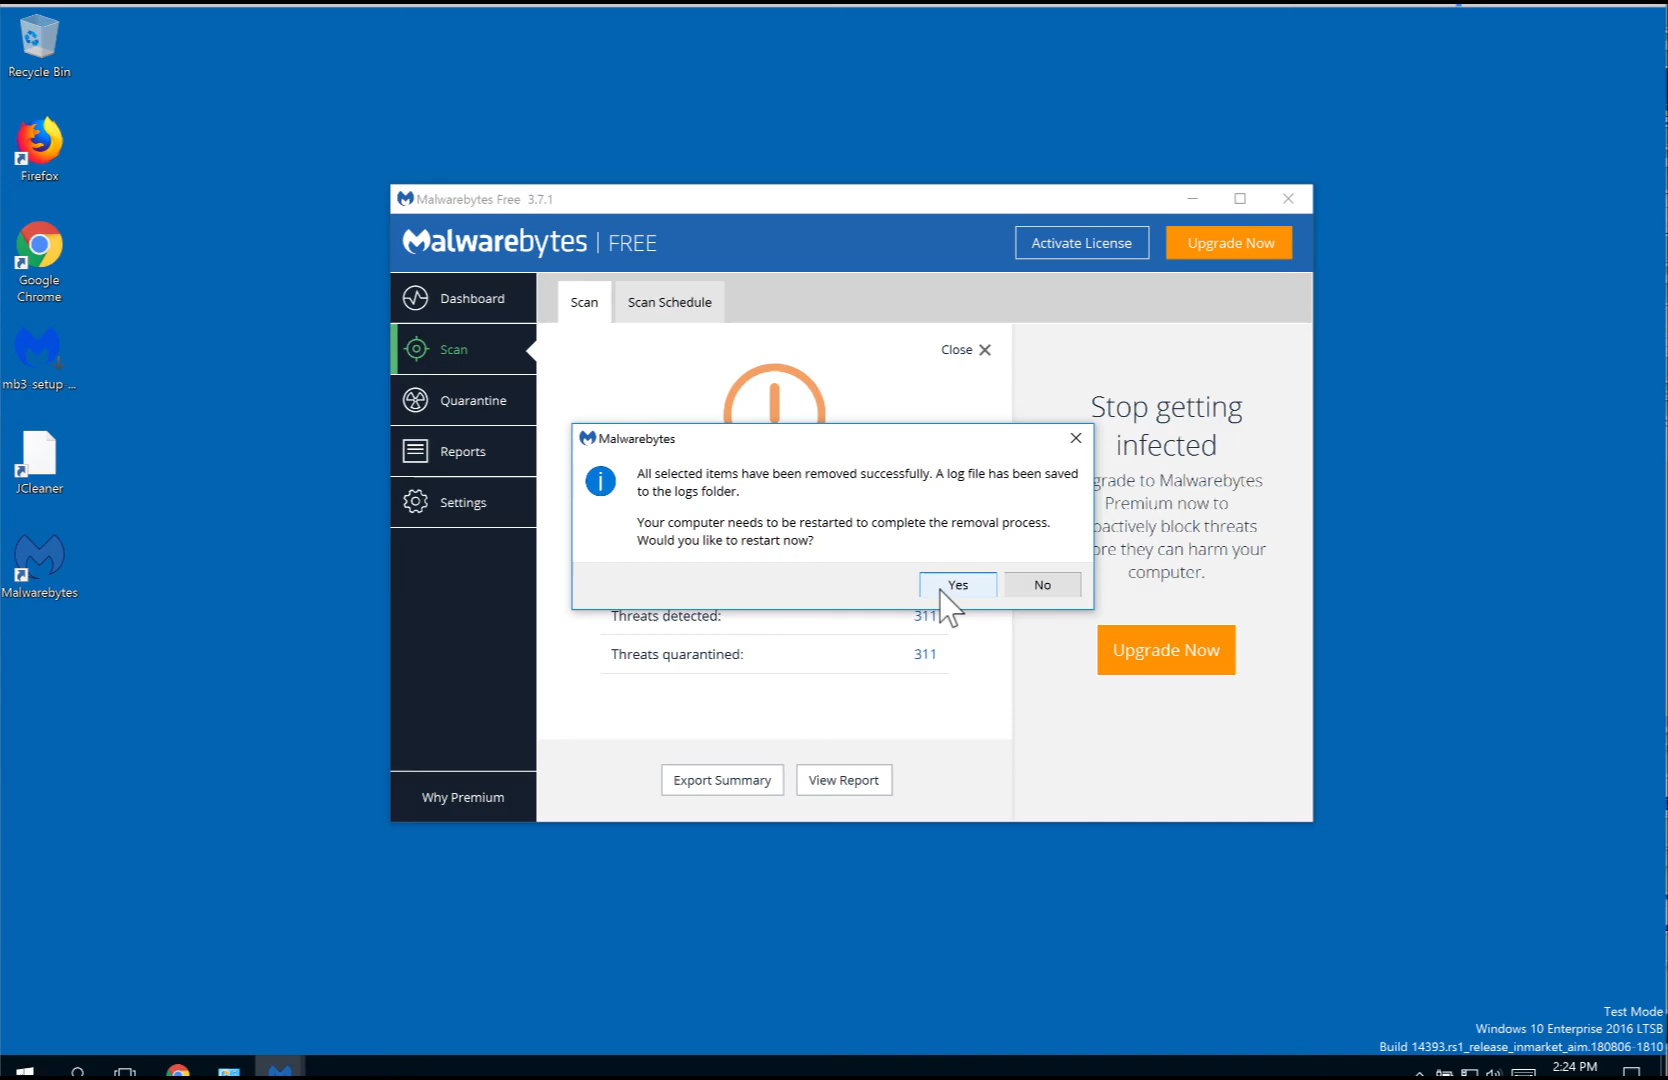 Recycle Bin
Firefox
Google
Chrome
mb3-setup-...
JCleaner
Malwarebytes
Malwarebytes Free 3.7.1
Malwarebytes | FREE
Activate License
Upgrade Now
Dashboard
Scan
Quarantine
Reports
Settings
Why Premium
Scan
Scan Schedule
Close
Malwarebytes
All selected items have been removed successfully. A log file has been saved
to the logs folder.
Your computer needs to be restarted to complete the removal process.
Would you like to restart now?
Yes
No
Threats detected: 311
Threats quarantined: 311
Export Summary
View Report
Stop getting
infected
grade to Malwarebytes
Premium now to
pactively block threats
ore they can harm your
computer.
Upgrade Now
Test Mode
Windows 10 Enterprise 2016 LTSB
Build 14393.rs1_release_inmarket_aim.180806-1810
2:24 PM